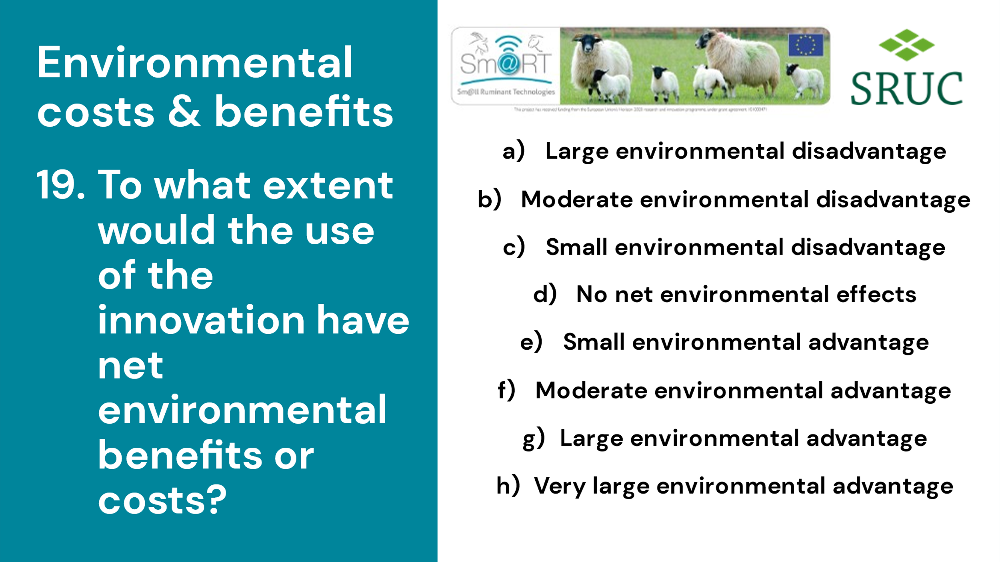 Environmental
costs & benefits
19. To what extent
would the use
of the
innovation have
net
environmental
benefits or
costs?
Sm@RT
Sm@ll Ruminant Technologies
This project has received funding from the European Union's Horizon 2020 research and innovation programme, under grant agreement,
SRUC
a) Large environmental disadvantage
b) Moderate environmental disadvantage
c) Small environmental disadvantage
d) No net environmental effects
e) Small environmental advantage
f) Moderate environmental advantage
g) Large environmental advantage
h) Very large environmental advantage